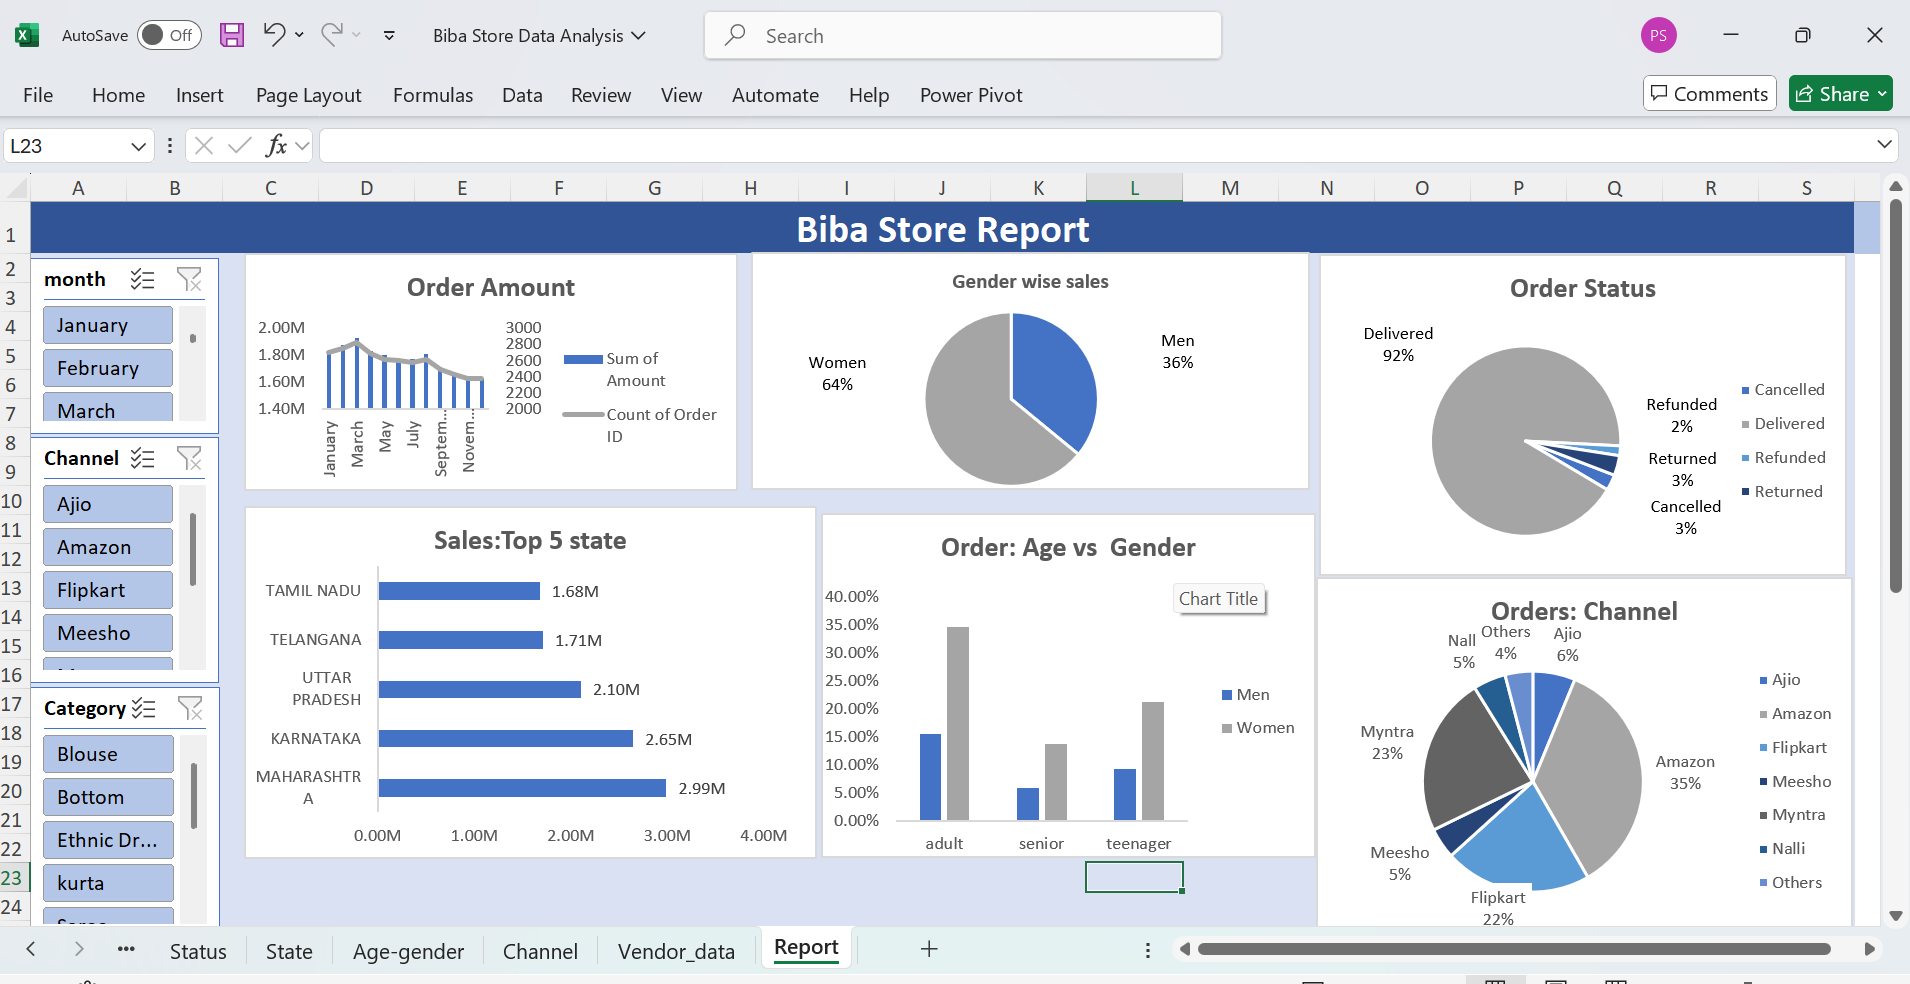 AutoSave Off Biba Store Data Analysis Search PS
File Home Insert Page Layout Formulas Data Review View Automate Help Power Pivot Comments Share
L23 fx
A B C D E F G H I J K L M N O P Q R S
1
2
3
4
5
6
7
8
9
10
11
12
13
14
15
16
17
18
19
20
21
22
23
24
Biba Store Report
month
January
February
March
Channel
Ajio
Amazon
Flipkart
Meesho
Category
Blouse
Bottom
Ethnic Dr...
kurta
Order Amount
2.00M
1.80M
1.60M
1.40M
3000
2800
2600
2400
2200
2000
January
March
May
July
Septem...
Novem...
Sum of
Amount
Count of Order
ID
Gender wise sales
Women
64%
Men
36%
Order Status
Delivered
92%
Refunded
2%
Returned
3%
Cancelled
3%
Cancelled
Delivered
Refunded
Returned
Sales:Top 5 state
TAMIL NADU 1.68M
TELANGANA 1.71M
UTTAR
PRADESH 2.10M
KARNATAKA 2.65M
MAHARASHTR
A 2.99M
0.00M 1.00M 2.00M 3.00M 4.00M
Order: Age vs Gender
Chart Title
40.00%
35.00%
30.00%
25.00%
20.00%
15.00%
10.00%
5.00%
0.00%
adult senior teenager
Men
Women
Orders: Channel
Nall
5%
Others
4%
Ajio
6%
Myntra
23%
Amazon
35%
Meesho
5%
Flipkart
22%
Ajio
Amazon
Flipkart
Meesho
Myntra
Nalli
Others
Status State Age-gender Channel Vendor_data Report